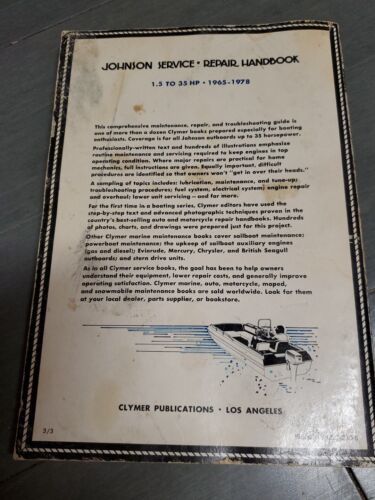 JOHNSON SERVICE • REPAIR HANDBOOK
1.5 TO 35 HP • 1965-1978
This comprehensive maintenance, repair, and troubleshooting guide is
one of more than a dozen Clymer books prepared especially for boating
enthusiasts. Coverage is for all Johnson outboards up to 35 horsepower.
Professionally-written text and hundreds of illustrations emphasize
routine maintenance and servicing required to keep engines in top
operating condition. Where major repairs are practical for home
mechanics, full instructions are given. Equally important, difficult
procedures are identified so that owners won't "get in over their heads."
A sampling of topics includes: lubrication, maintenance, and tune-up;
troubleshooting procedures; fuel system, electrical system; engine repair
and overhaul; lower unit servicing — and far more.
For the first time in a boating series, Clymer editors have used the
step-by-step text and advanced photographic techniques proven in the
country's best-selling auto and motorcycle repair handbooks. Hundreds
of photos, charts, and drawings were prepared just for this project.
Other Clymer marine maintenance books cover sailboat maintenance;
powerboat maintenance; the upkeep of sailboat auxiliary engines
(gas and diesel); Evinrude, Mercury, Chrysler, and British Seagull
outboards; and stern drive units.
As in all Clymer service books, the goal has been to help owners
understand their equipment, lower repair costs, and generally improve
operating satisfaction. Clymer marine, auto, motorcycle, moped,
and snowmobile maintenance books are sold worldwide. Look for them
at your local dealer, parts supplier, or bookstore.
CLYMER PUBLICATIONS • LOS ANGELES
3/3